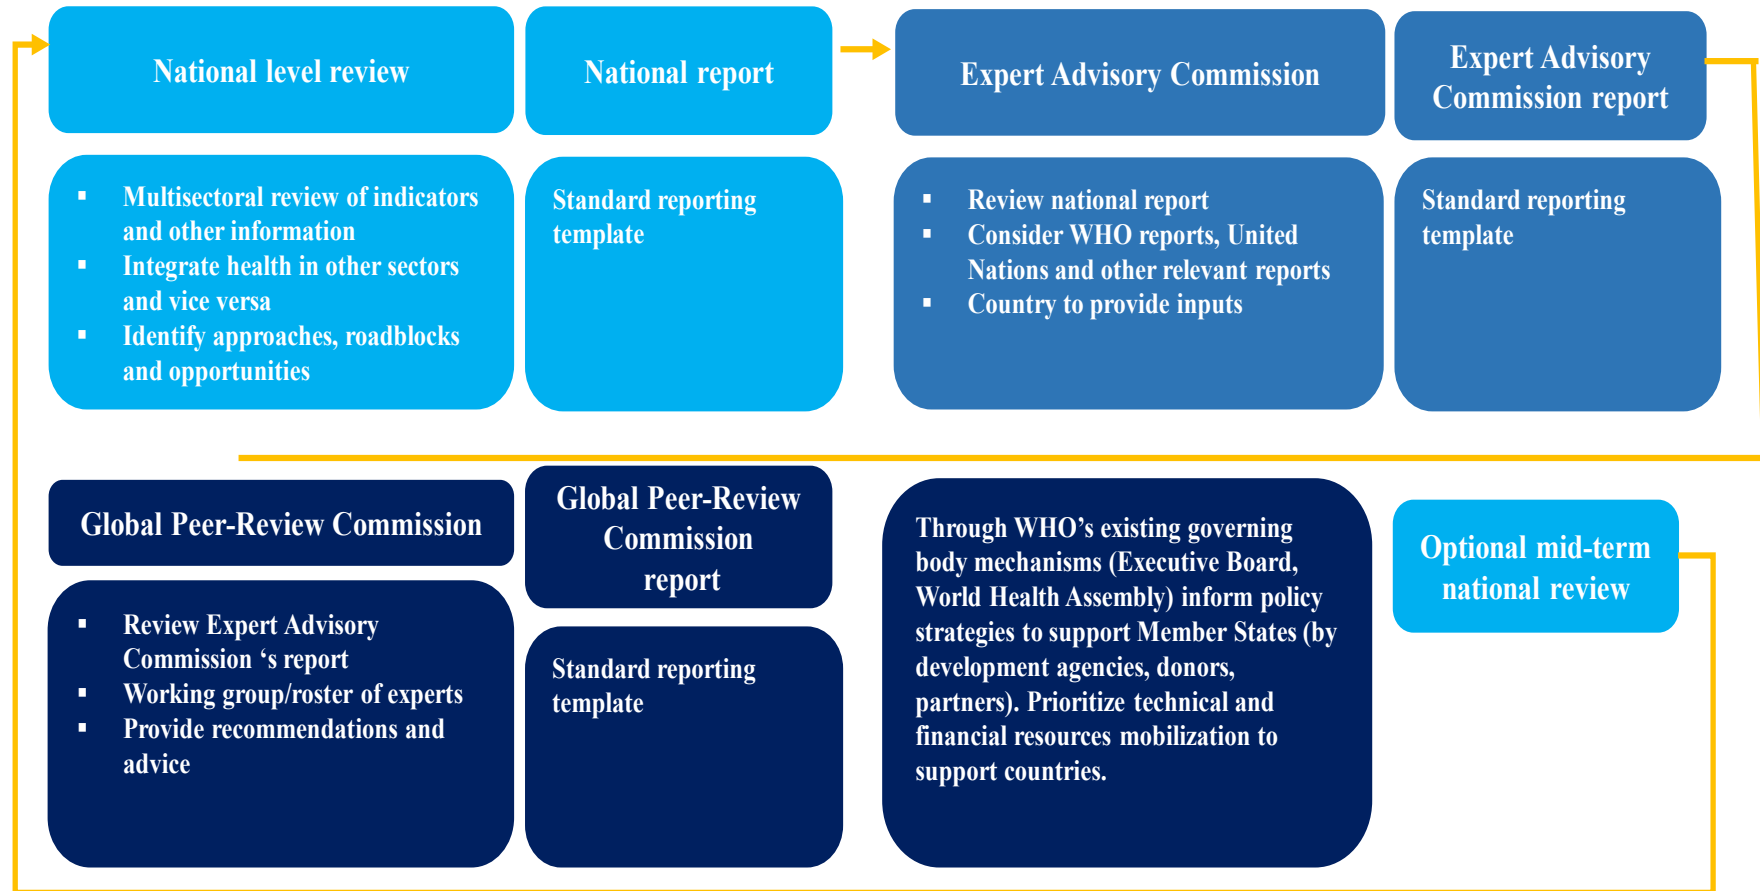 National level review
National report
Expert Advisory Commission
Expert Advisory
Commission report
▪ Multisectoral review of indicators
and other information
▪ Integrate health in other sectors
and vice versa
▪ Identify approaches, roadblocks
and opportunities
Standard reporting
template
▪ Review national report
▪ Consider WHO reports, United
Nations and other relevant reports
▪ Country to provide inputs
Standard reporting
template
Global Peer-Review Commission
Global Peer-Review
Commission
report
▪ Review Expert Advisory
Commission ‘s report
▪ Working group/roster of experts
▪ Provide recommendations and
advice
Standard reporting
template
Through WHO’s existing governing
body mechanisms (Executive Board,
World Health Assembly) inform policy
strategies to support Member States (by
development agencies, donors,
partners). Prioritize technical and
financial resources mobilization to
support countries.
Optional mid-term
national review